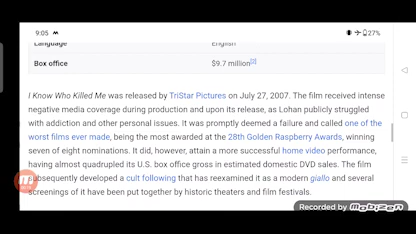 9:05 M 27%
Language English
Box office $9.7 million[2]
I Know Who Killed Me was released by TriStar Pictures on July 27, 2007. The film received intense
negative media coverage during production and upon its release, as Lohan publicly struggled
with addiction and other personal issues. It was promptly deemed a failure and called one of the
worst films ever made, being the most awarded at the 28th Golden Raspberry Awards, winning
seven of eight nominations. It did, however, attain a more successful home video performance,
having almost quadrupled its U.S. box office gross in estimated domestic DVD sales. The film
subsequently developed a cult following that has reexamined it as a modern giallo and several
screenings of it have been put together by historic theaters and film festivals.
Recorded by Mobizen